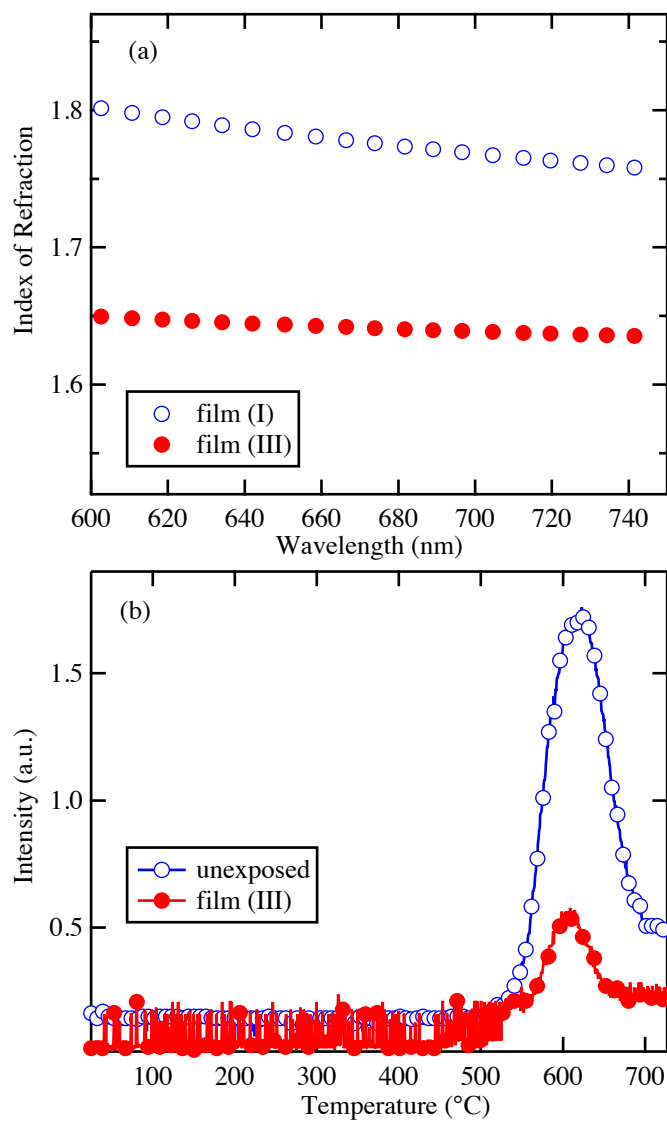 (a)
1.8
1.7
1.6
Index of Refraction
film (I)
film (III)
600 620 640 660 680 700 720 740
Wavelength (nm)
(b)
1.5
1.0
0.5
Intensity (a.u.)
unexposed
film (III)
100 200 300 400 500 600 700
Temperature (°C)